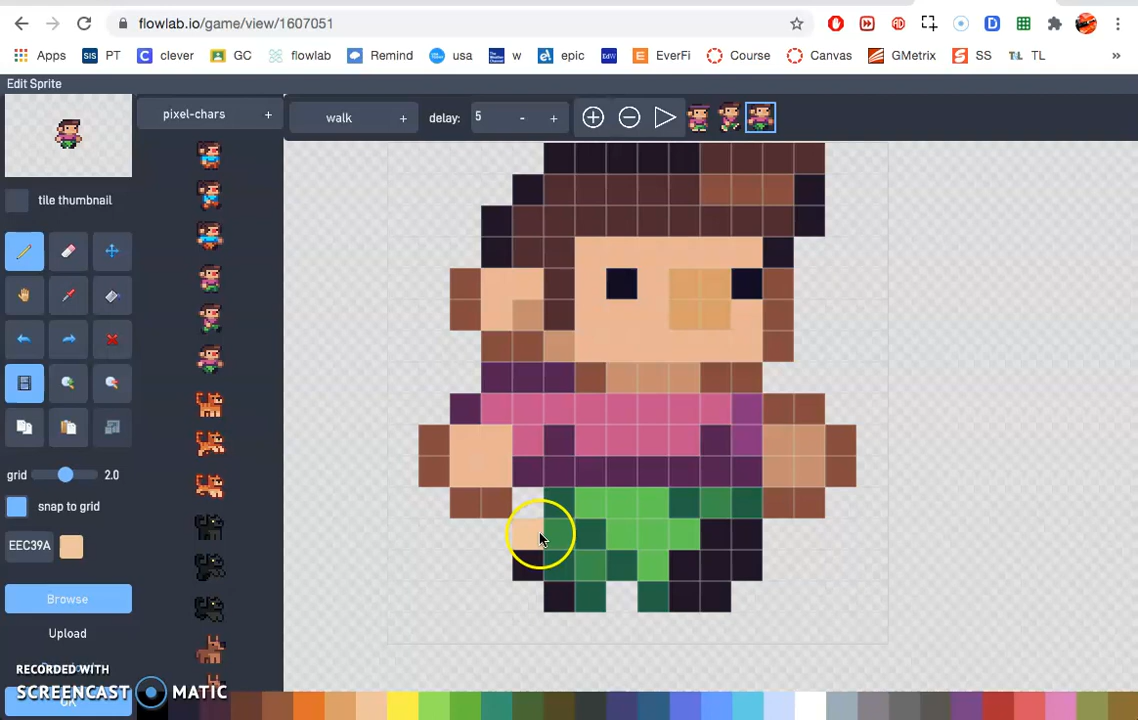 flowlab.io/game/view/1607051
Apps SIS PT clever GC flowlab Remind usa w epic EverFi Course Canvas GMetrix SS TL »
Edit Sprite
pixel-chars + walk + delay: 5 - +
tile thumbnail
grid 2.0
snap to grid
EEC39A
Browse
Upload
RECORDED WITH
SCREENCAST MATIC